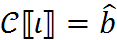 𝒞⟦𝜄⟧ = 𝑏̂